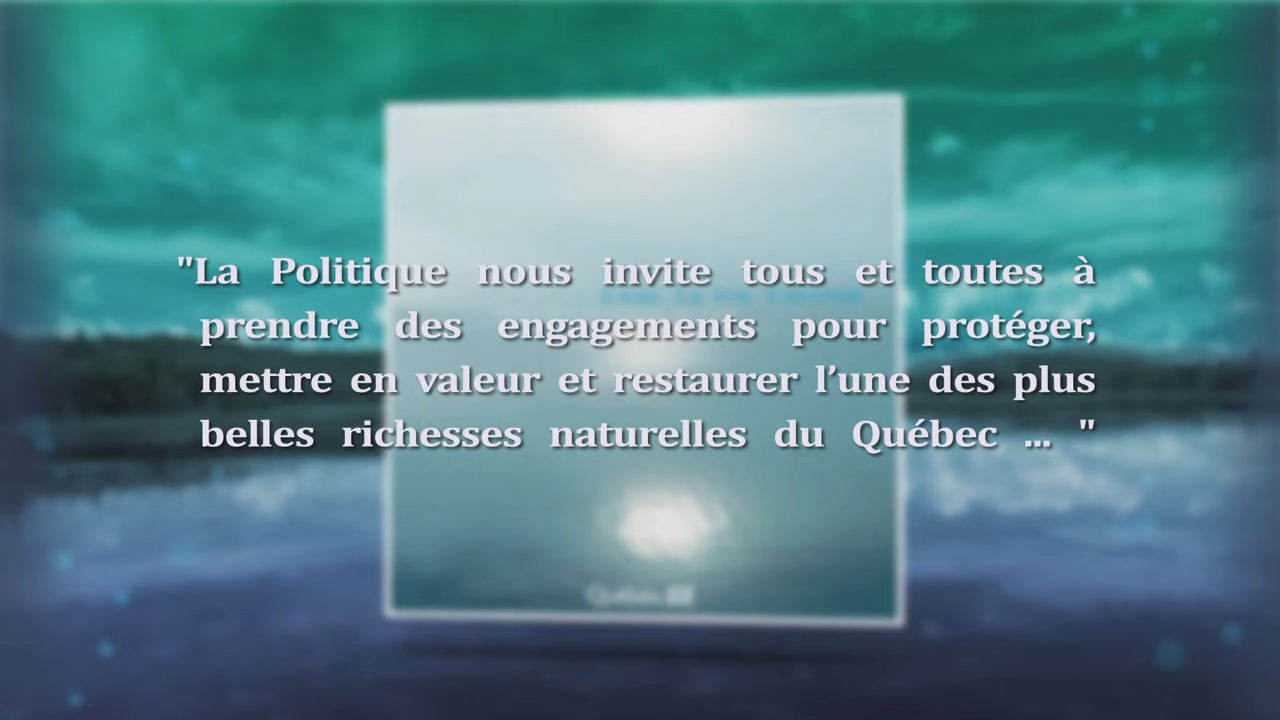 "La Politique nous invite tous et toutes à
prendre des engagements pour protéger,
mettre en valeur et restaurer l’une des plus
belles richesses naturelles du Québec ... "
Québec